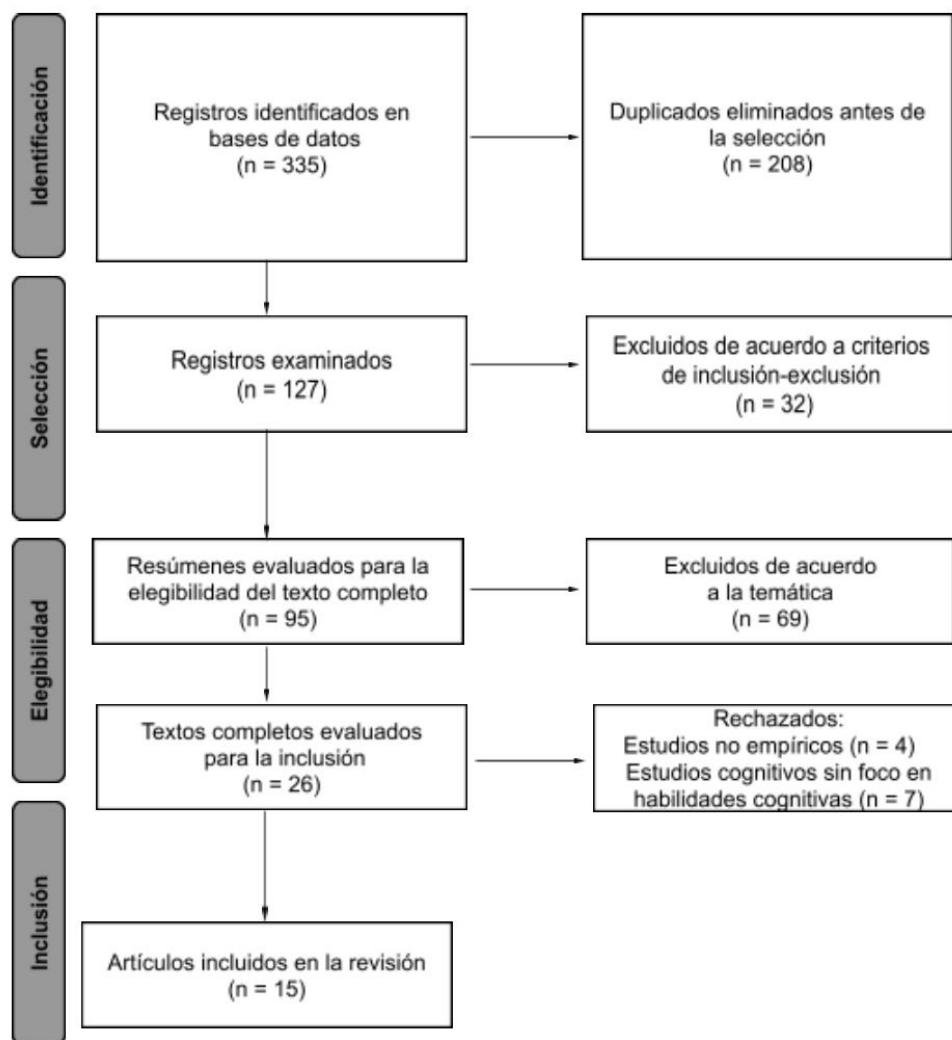 Identificación
Registros identificados en
bases de datos
(n = 335)
Duplicados eliminados antes de
la selección
(n = 208)
Selección
Registros examinados
(n = 127)
Excluidos de acuerdo a criterios
de inclusión-exclusión
(n = 32)
Elegibilidad
Resúmenes evaluados para la
elegibilidad del texto completo
(n = 95)
Excluidos de acuerdo
a la temática
(n = 69)
Textos completos evaluados
para la inclusión
(n = 26)
Rechazados:
Estudios no empíricos (n = 4)
Estudios cognitivos sin foco en
habilidades cognitivas (n = 7)
Inclusión
Artículos incluidos en la revisión
(n = 15)